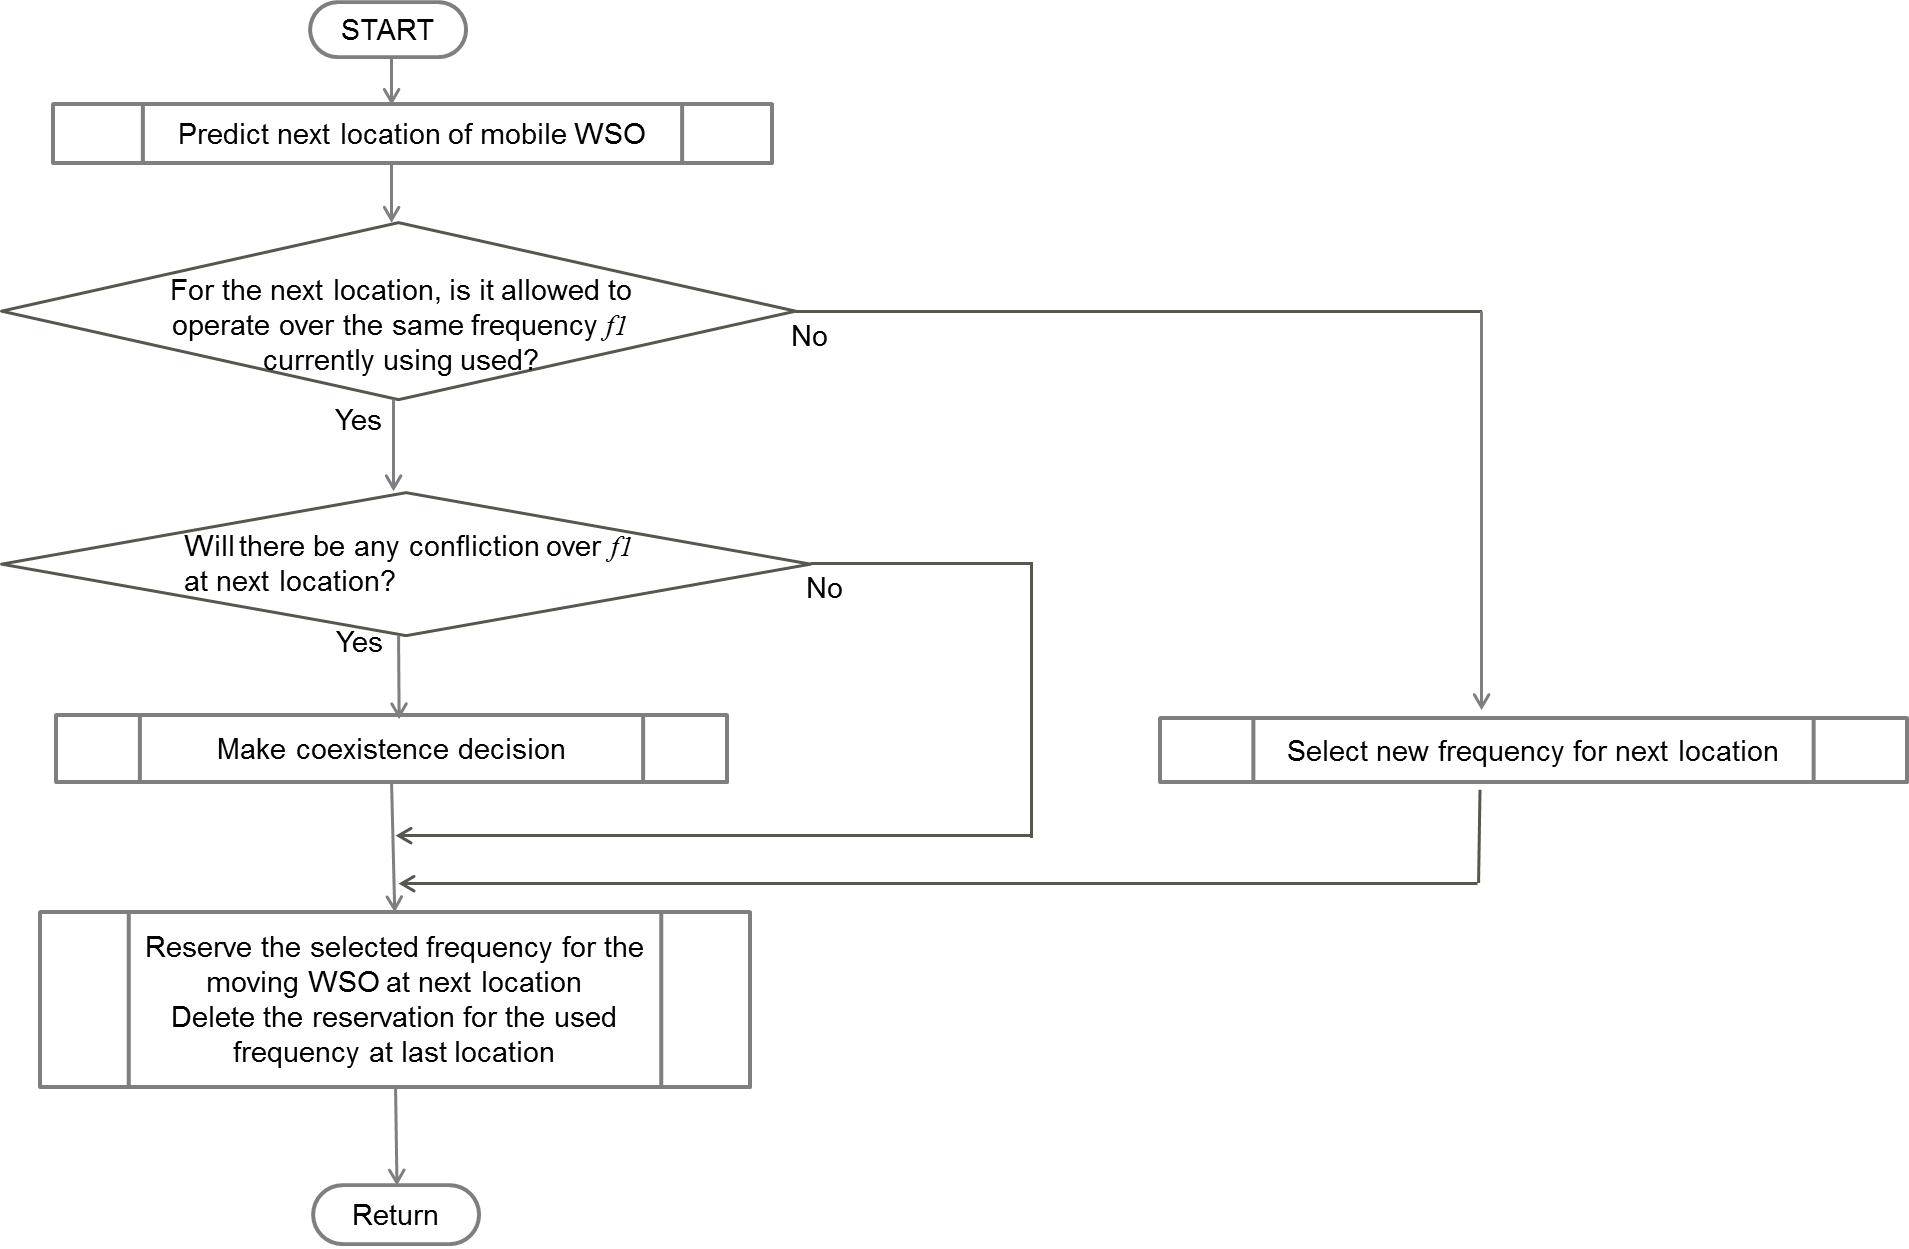 START
Predict next location of mobile WSO
For the next location, is it allowed to
operate over the same frequency f1
currently using used?
No
Yes
Will there be any confliction over f1
at next location?
No
Yes
Make coexistence decision
Select new frequency for next location
Reserve the selected frequency for the
moving WSO at next location
Delete the reservation for the used
frequency at last location
Return